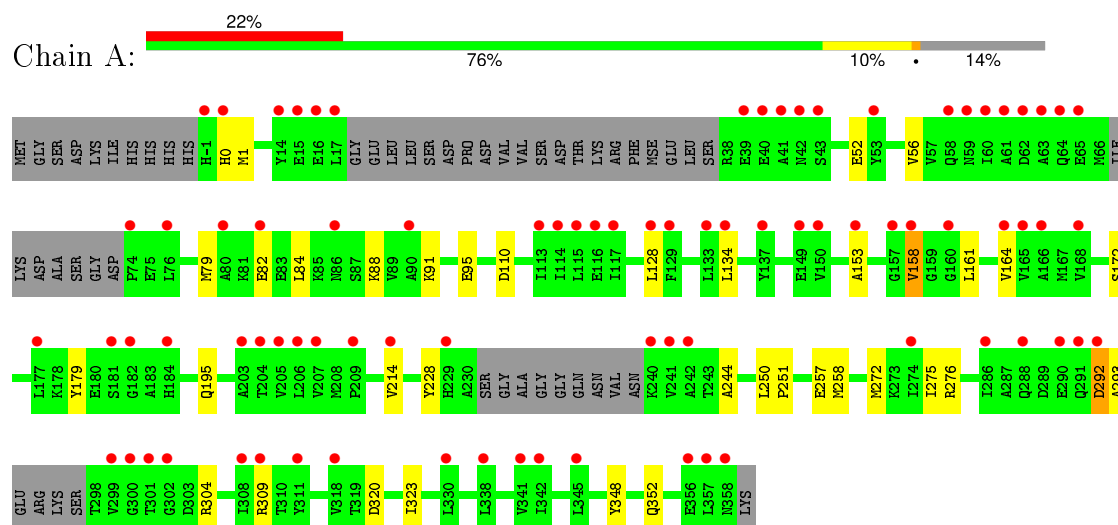 Chain A:
22%
76% 10% • 14%
MET GLY SER ASP LYS ILE HIS HIS HIS HIS H-1 H0 M1 Y14 E15 E16 L17 GLY GLU LEU LEU SER ASP PRO ASP VAL VAL SER ASP THR LYS ARG PHE MSE GLU LEU SER R38 E39 E40 A41 N42 S43 E52 Y53 V56 V57 Q58 N59 I60 A61 D62 A63 Q64 E65 M66 ILE
LYS ASP ALA SER GLY ASP P74 E75 L76 M79 A80 K81 E82 E83 L84 K85 N86 S87 K88 V89 A90 K91 E95 D110 I113 I114 L115 E116 I117 L128 F129 L133 L134 Y137 E149 V150 A153 G157 V158 G159 G160 L161 V164 V165 A166 M167 V168 S172
L177 K178 Y179 E180 S181 G182 A183 H184 Q195 A203 T204 V205 L206 V207 M208 P209 V214 Y228 H229 A230 SER GLY ALA GLY GLY GLN ASN VAL ASN K240 V241 A242 T243 A244 L250 P251 E257 M258 M272 K273 I274 I275 R276 I286 A287 Q288 D289 E290 Q291 D292 A293
GLU ARG LYS SER T298 V299 G300 I301 G302 D303 R304 I308 R309 T310 Y311 V318 T319 D320 I323 L330 L338 V341 I342 L345 Y348 Q352 E356 L357 N358 LYS